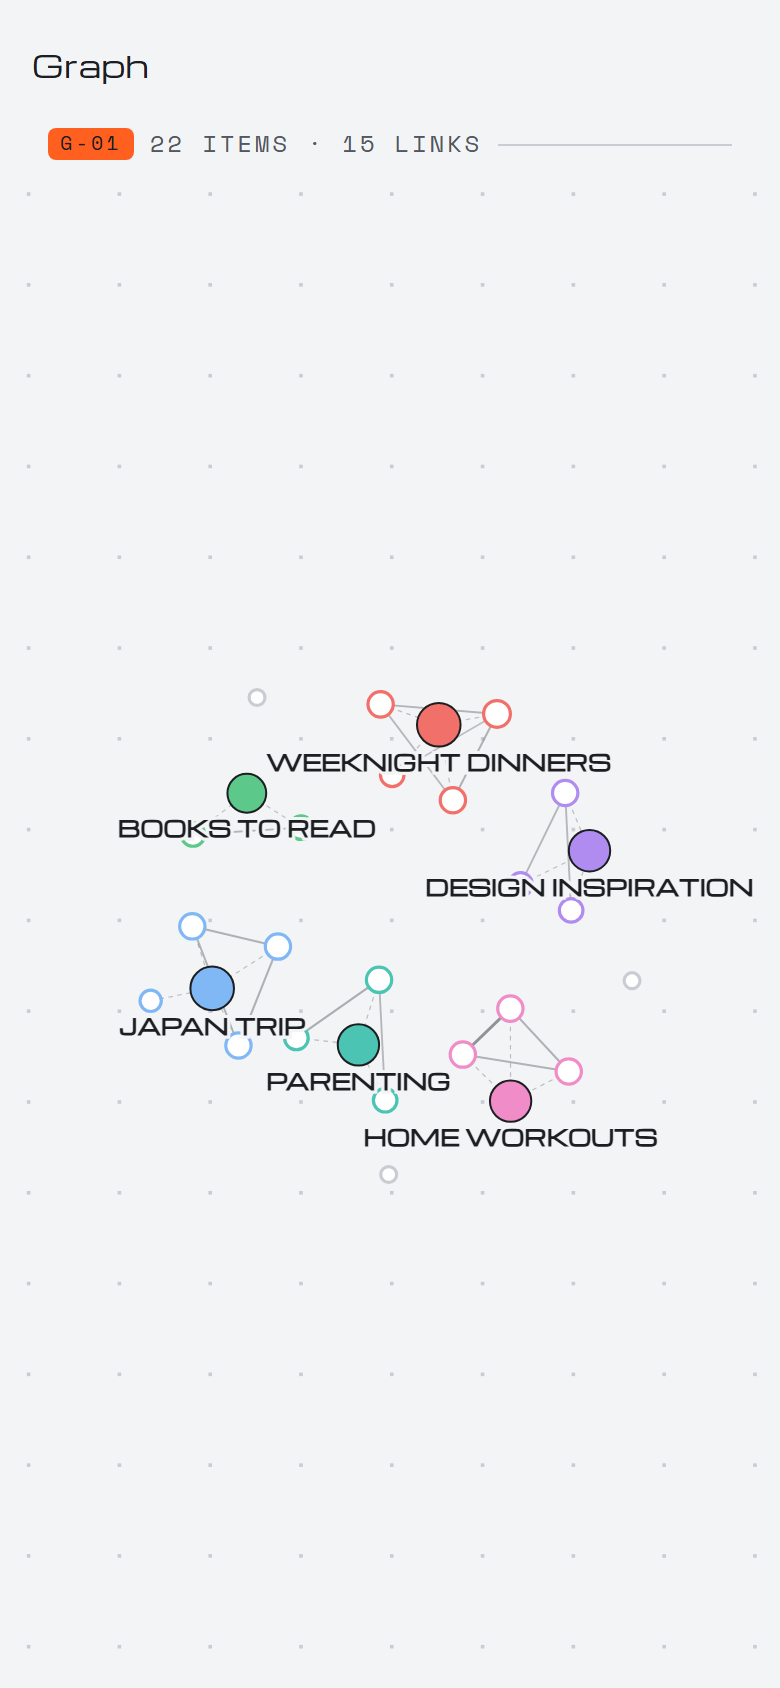 Graph
G-01 22 ITEMS · 15 LINKS
WEEKNIGHT DINNERS
BOOKS TO READ
DESIGN INSPIRATION
JAPAN TRIP
PARENTING
HOME WORKOUTS